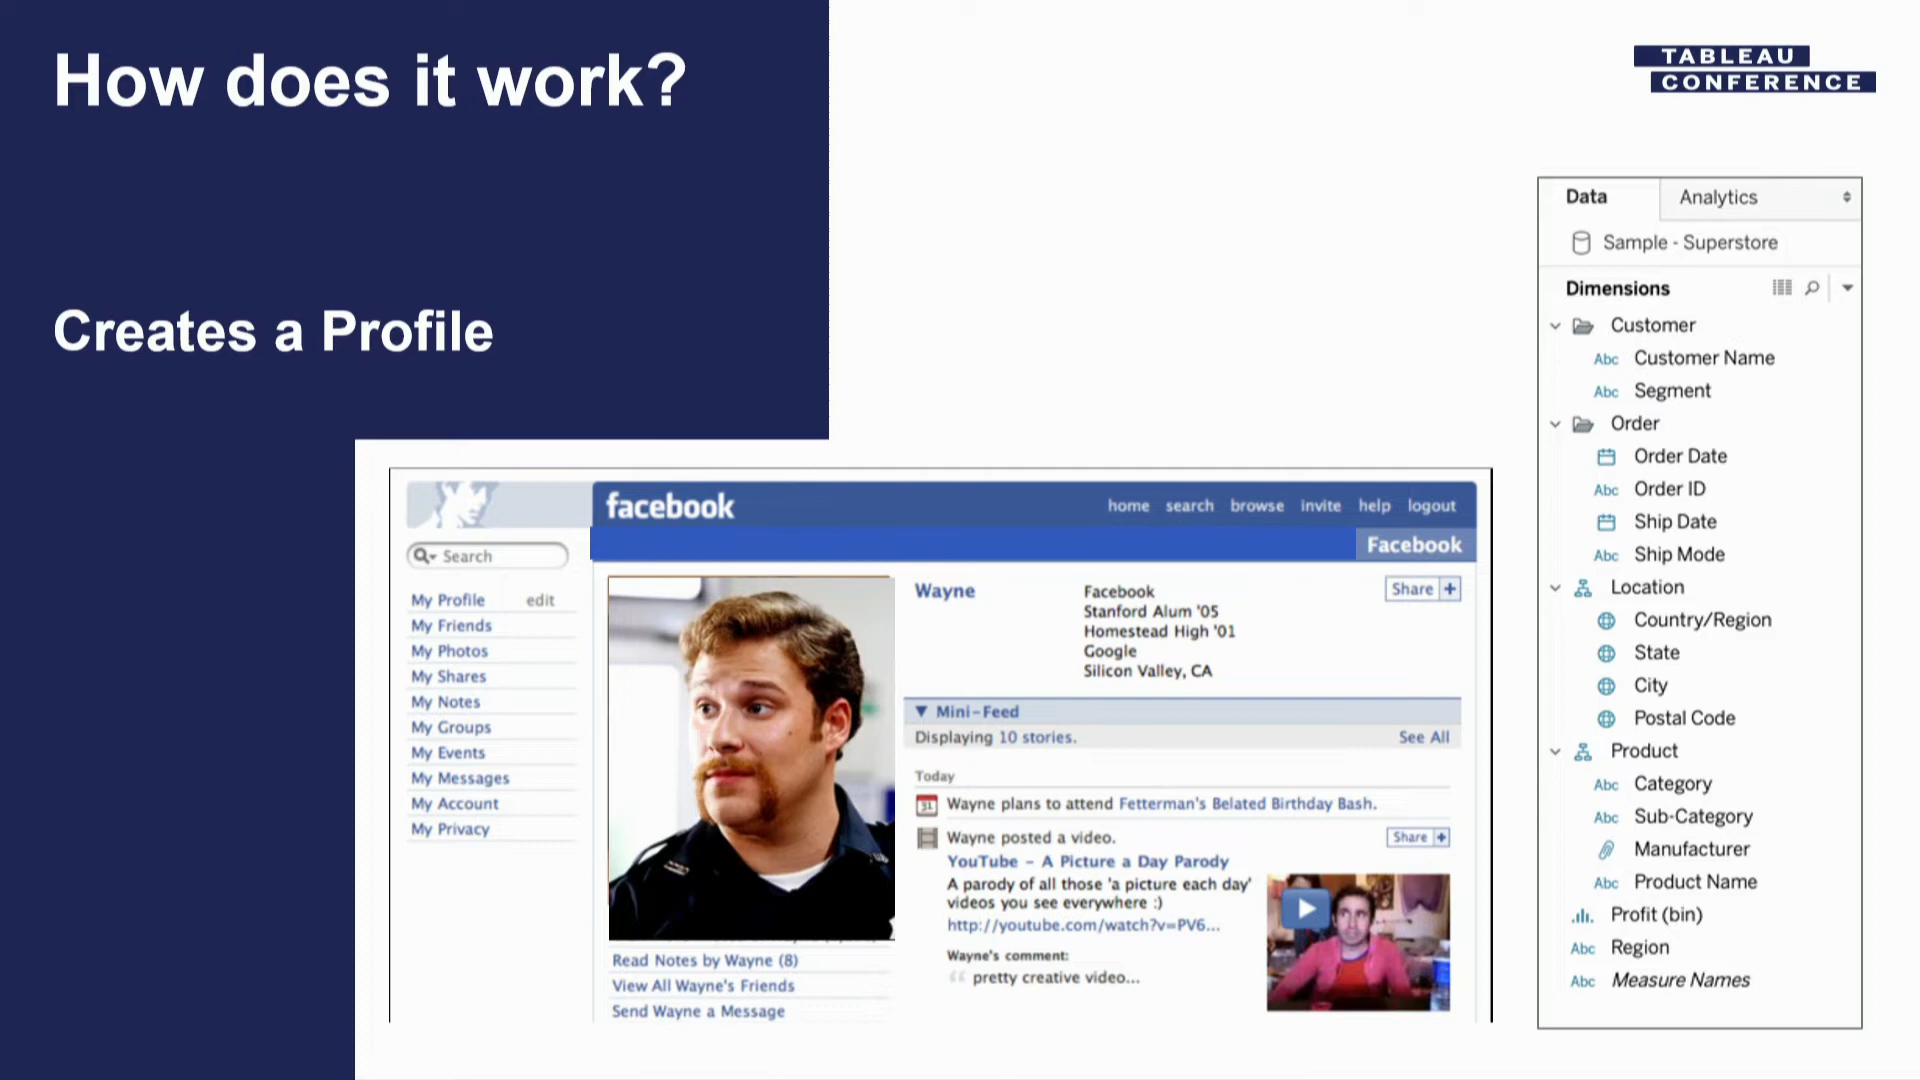 How does it work?
TABLEAU
CONFERENCE
Creates a Profile
facebook
home search browse invite help logout
Facebook
Search
My Profile edit
My Friends
My Photos
My Shares
My Notes
My Groups
My Events
My Messages
My Account
My Privacy
Read Notes by Wayne (8)
View All Wayne's Friends
Send Wayne a Message
Wayne
Facebook
Stanford Alum '05
Homestead High '01
Google
Silicon Valley, CA
Share +
Mini-Feed
Displaying 10 stories. See All
Today
31 Wayne plans to attend Fetterman's Belated Birthday Bash.
Wayne posted a video. Share +
YouTube - A Picture a Day Parody
A parody of all those 'a picture each day'
videos you see everywhere :)
http://youtube.com/watch?v=PV6...
Wayne's comment:
pretty creative video...
Data Analytics
Sample - Superstore
Dimensions
Customer
Abc Customer Name
Abc Segment
Order
Order Date
Abc Order ID
Ship Date
Abc Ship Mode
Location
Country/Region
State
City
Postal Code
Product
Abc Category
Abc Sub-Category
Manufacturer
Abc Product Name
Profit (bin)
Abc Region
Abc Measure Names